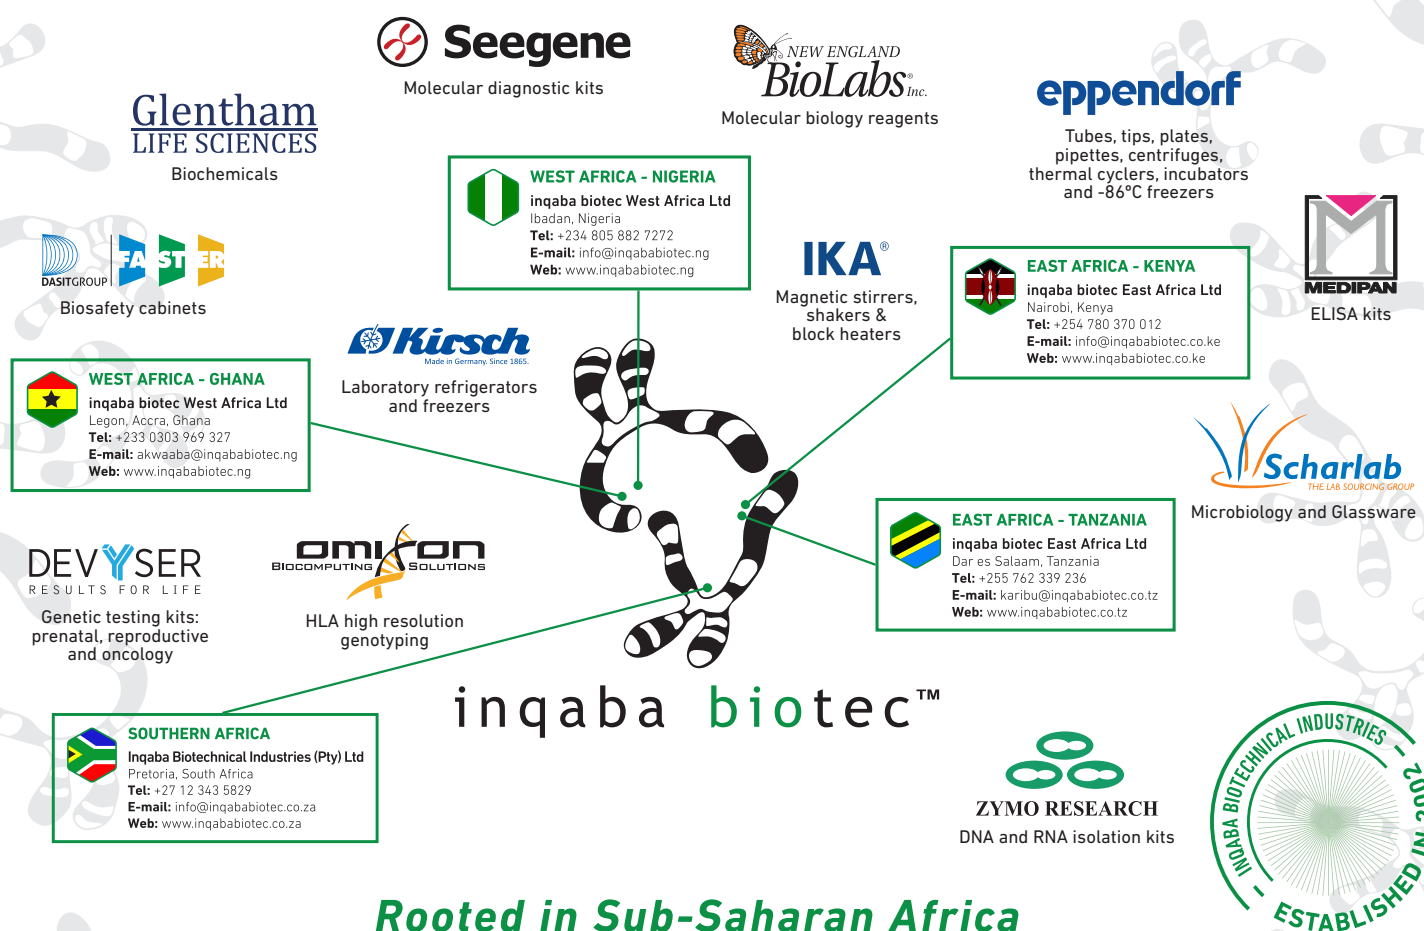 Seegene
Molecular diagnostic kits
NEW ENGLAND
BioLabs® Inc.
Molecular biology reagents
eppendorf
Tubes, tips, plates,
pipettes, centrifuges,
thermal cyclers, incubators
and -86°C freezers
Glentham
LIFE SCIENCES
Biochemicals
WEST AFRICA - NIGERIA
inqaba biotec West Africa Ltd
Ibadan, Nigeria
Tel: +234 805 882 7272
E-mail: info@inqababiotec.ng
Web: www.inqababiotec.ng
DASITGROUP
FASTER
Biosafety cabinets
IKA®
Magnetic stirrers,
shakers &
block heaters
EAST AFRICA - KENYA
inqaba biotec East Africa Ltd
Nairobi, Kenya
Tel: +254 780 370 012
E-mail: info@inqababiotec.co.ke
Web: www.inqababiotec.co.ke
MEDIPAN
ELISA kits
Kirsch
Made in Germany. Since 1865.
Laboratory refrigerators
and freezers
WEST AFRICA - GHANA
inqaba biotec West Africa Ltd
Legon, Accra, Ghana
Tel: +233 0303 969 327
E-mail: akwaaba@inqababiotec.ng
Web: www.inqababiotec.ng
Scharlab
THE LAB SOURCING GROUP
Microbiology and Glassware
DEVYSER
RESULTS FOR LIFE
Genetic testing kits:
prenatal, reproductive
and oncology
omixon
BIOCOMPUTING SOLUTIONS
HLA high resolution
genotyping
EAST AFRICA - TANZANIA
inqaba biotec East Africa Ltd
Dar es Salaam, Tanzania
Tel: +255 762 339 236
E-mail: karibu@inqababiotec.co.tz
Web: www.inqababiotec.co.tz
inqaba biotec™
SOUTHERN AFRICA
Inqaba Biotechnical Industries (Pty) Ltd
Pretoria, South Africa
Tel: +27 12 343 5829
E-mail: info@inqababiotec.co.za
Web: www.inqababiotec.co.za
ZYMO RESEARCH
DNA and RNA isolation kits
INQABA BIOTECHNICAL INDUSTRIES
ESTABLISHED IN 2002
Rooted in Sub-Saharan Africa